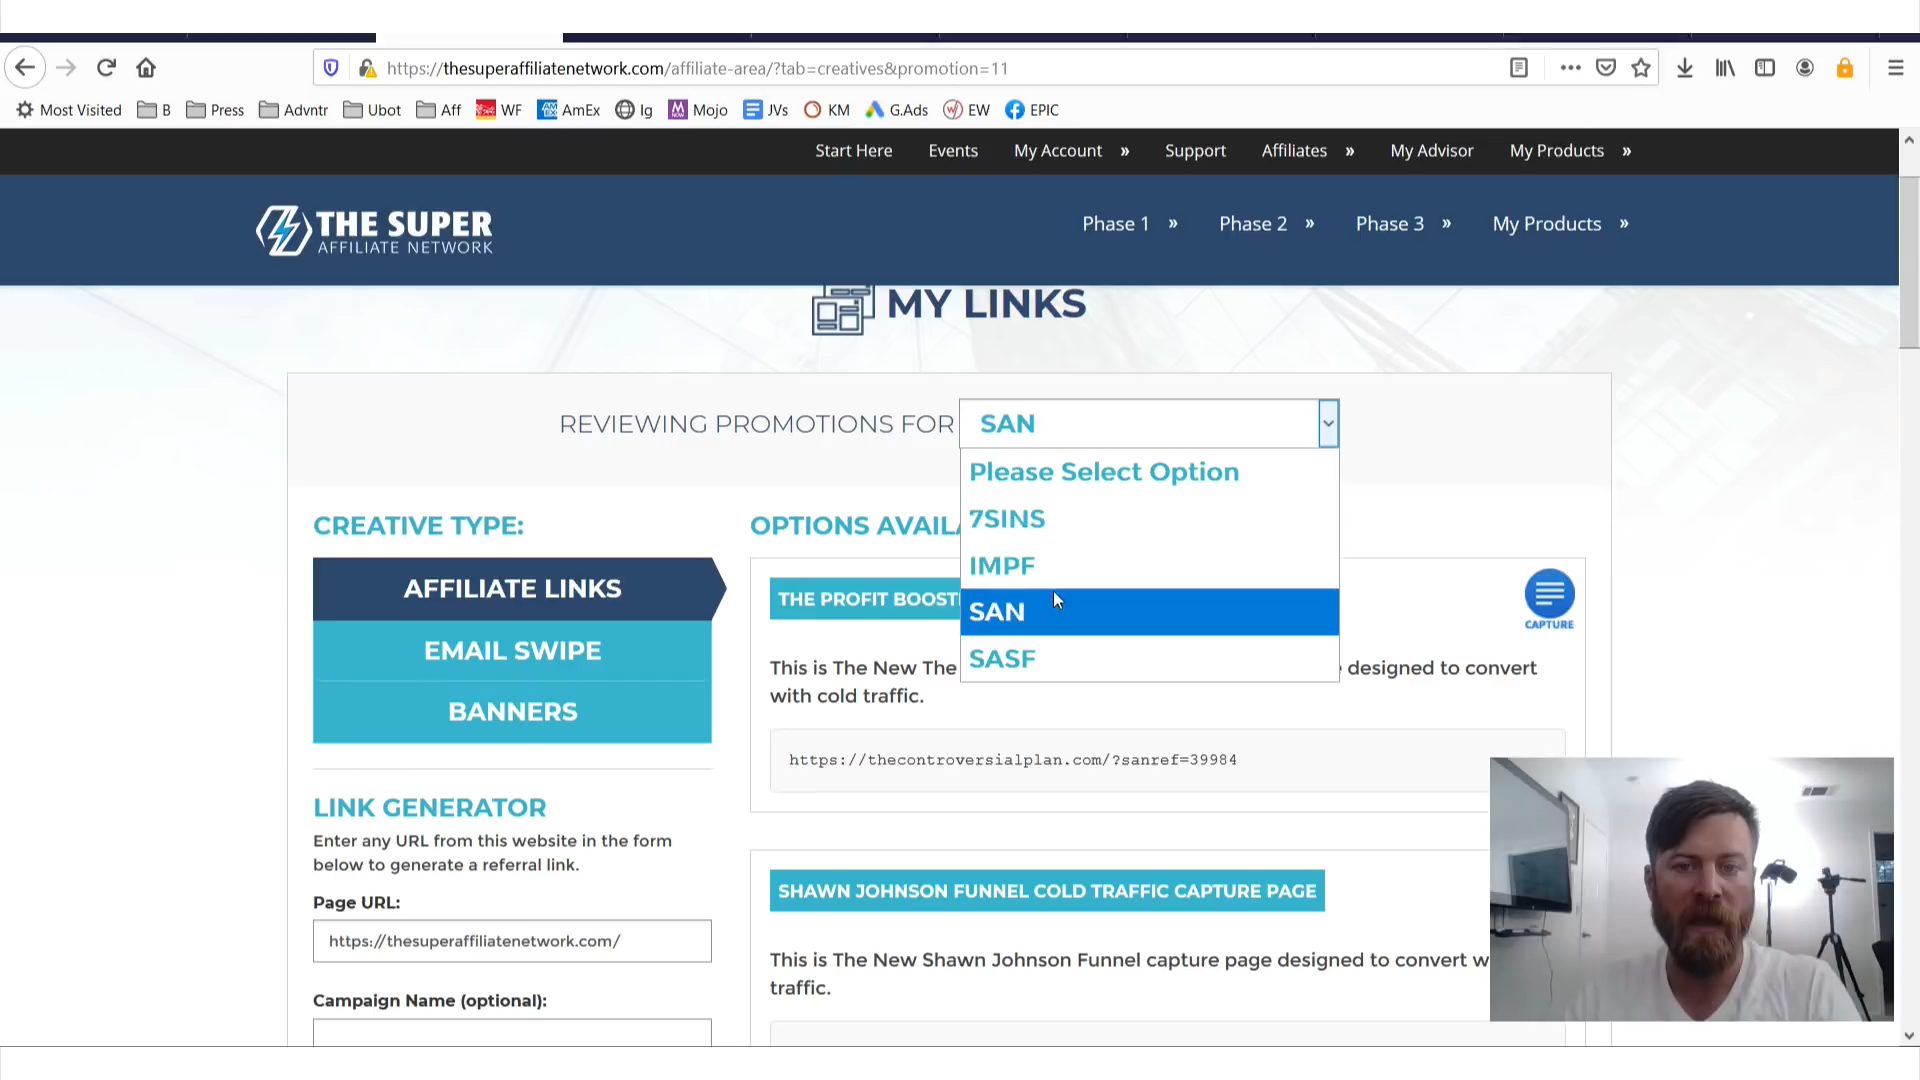 https://thesuperaffiliatenetwork.com/affiliate-area/?tab=creatives&promotion=11
Most Visited B Press Advntr Ubot Aff WF AmEx Ig Mojo JVs KM G.Ads EW EPIC
Start Here Events My Account » Support Affiliates » My Advisor My Products »
THE SUPER
AFFILIATE NETWORK
Phase 1 » Phase 2 » Phase 3 » My Products »
MY LINKS
REVIEWING PROMOTIONS FOR SAN
Please Select Option
7SINS
IMPF
SAN
SASF
CREATIVE TYPE:
AFFILIATE LINKS
EMAIL SWIPE
BANNERS
LINK GENERATOR
Enter any URL from this website in the form
below to generate a referral link.
Page URL:
https://thesuperaffiliatenetwork.com/
Campaign Name (optional):
OPTIONS
THE PROFIT
CAPTURE
This is The New The designed to convert
with cold traffic.
https://thecontroversialplan.com/?sanref=39984
SHAWN JOHNSON FUNNEL COLD TRAFFIC CAPTURE PAGE
This is The New Shawn Johnson Funnel capture page designed to convert
traffic.